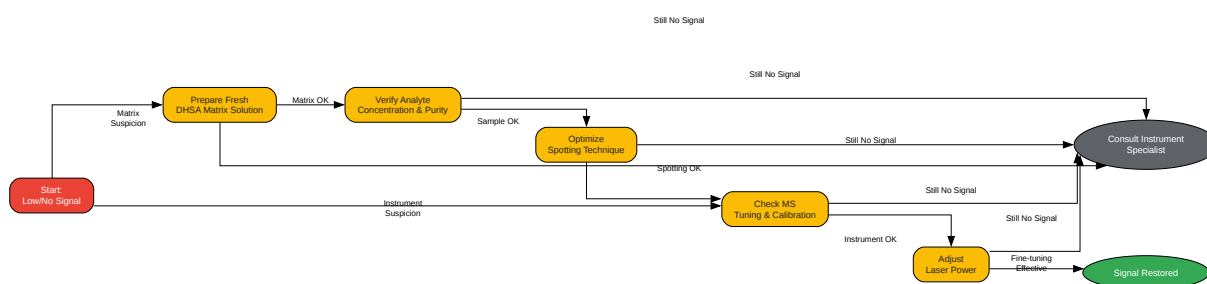 Still No Signal
Still No Signal
Prepare Fresh
DHSA Matrix Solution
Matrix OK
Verify Analyte
Concentration & Purity
Matrix
Suspicion
Sample OK
Optimize
Spotting Technique
Still No Signal
Consult Instrument
Specialist
Spotting OK
Start:
Low/No Signal
Instrument
Suspicion
Still No Signal
Check MS
Tuning & Calibration
Still No Signal
Instrument OK
Adjust
Laser Power
Fine-tuning
Effective
Signal Restored